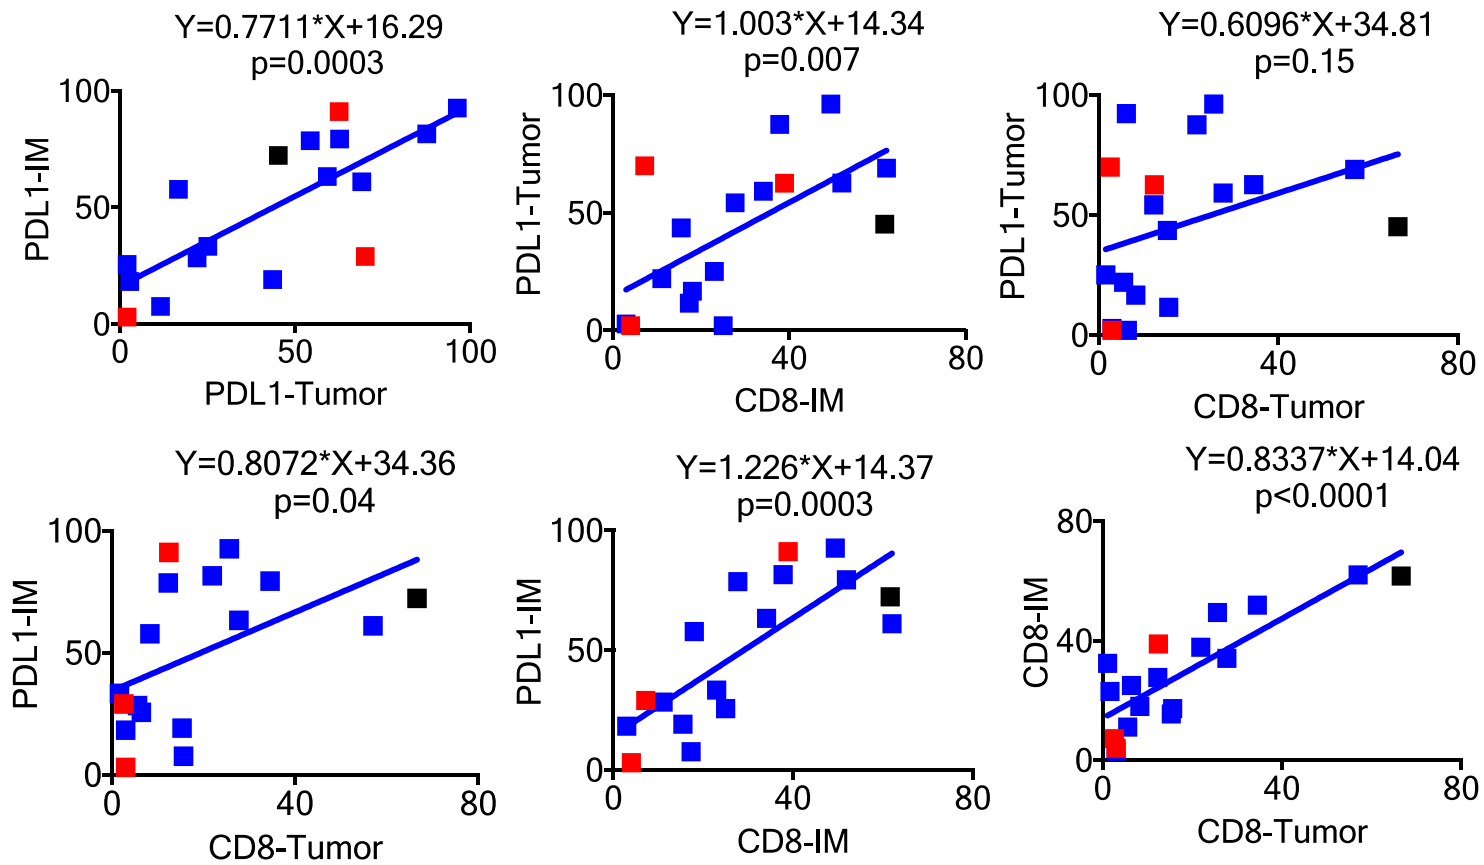 Y=0.7711*X+16.29
p=0.0003
100
50
0
PDL1-IM
0
50
100
PDL1-Tumor
Y=1.003*X+14.34
p=0.007
100
50
0
PDL1-Tumor
0
40
80
CD8-IM
Y=0.6096*X+34.81
p=0.15
100
50
0
PDL1-Tumor
0
40
80
CD8-Tumor
Y=0.8072*X+34.36
p=0.04
100
50
0
PDL1-IM
0
40
80
CD8-Tumor
Y=1.226*X+14.37
p=0.0003
100
50
0
PDL1-IM
0
40
80
CD8-IM
Y=0.8337*X+14.04
p<0.0001
80
40
0
CD8-IM
0
40
80
CD8-Tumor